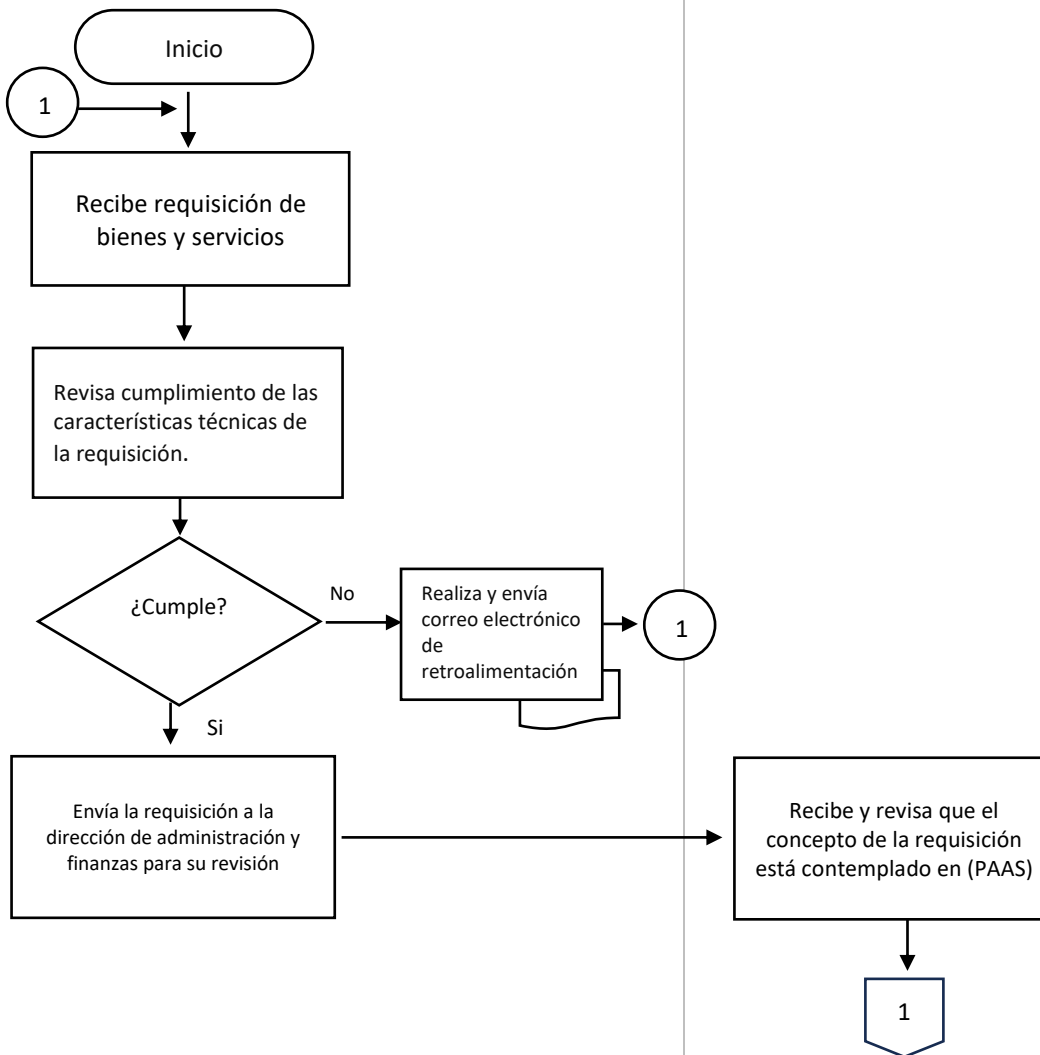 Inicio
1
Recibe requisición de
bienes y servicios
Revisa cumplimiento de las
características técnicas de
la requisición.
¿Cumple?
No
Realiza y envía
correo electrónico
de
retroalimentación
1
Si
Envía la requisición a la
dirección de administración y
finanzas para su revisión
Recibe y revisa que el
concepto de la requisición
está contemplado en (PAAS)
1